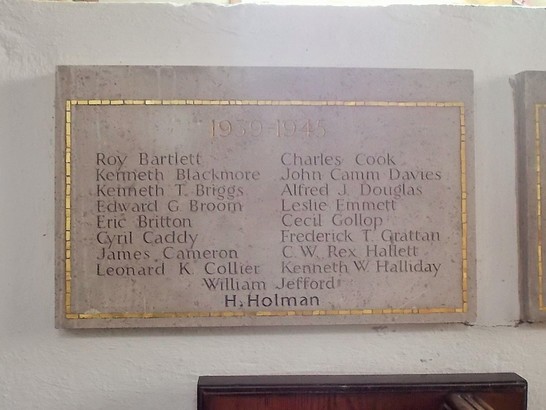 1939-1945
Roy Bartlett Charles Cook
Kenneth Blackmore John Camm Davies
Kenneth T. Briggs Alfred J. Douglas
Edward G. Broom Leslie Emmett
Eric Britton Cecil Gollop
Cyril Caddy Frederick T. Grattan
James Cameron C. W. Rex Hallett
Leonard K. Collier Kenneth W. Halliday
William Jefford
H. Holman